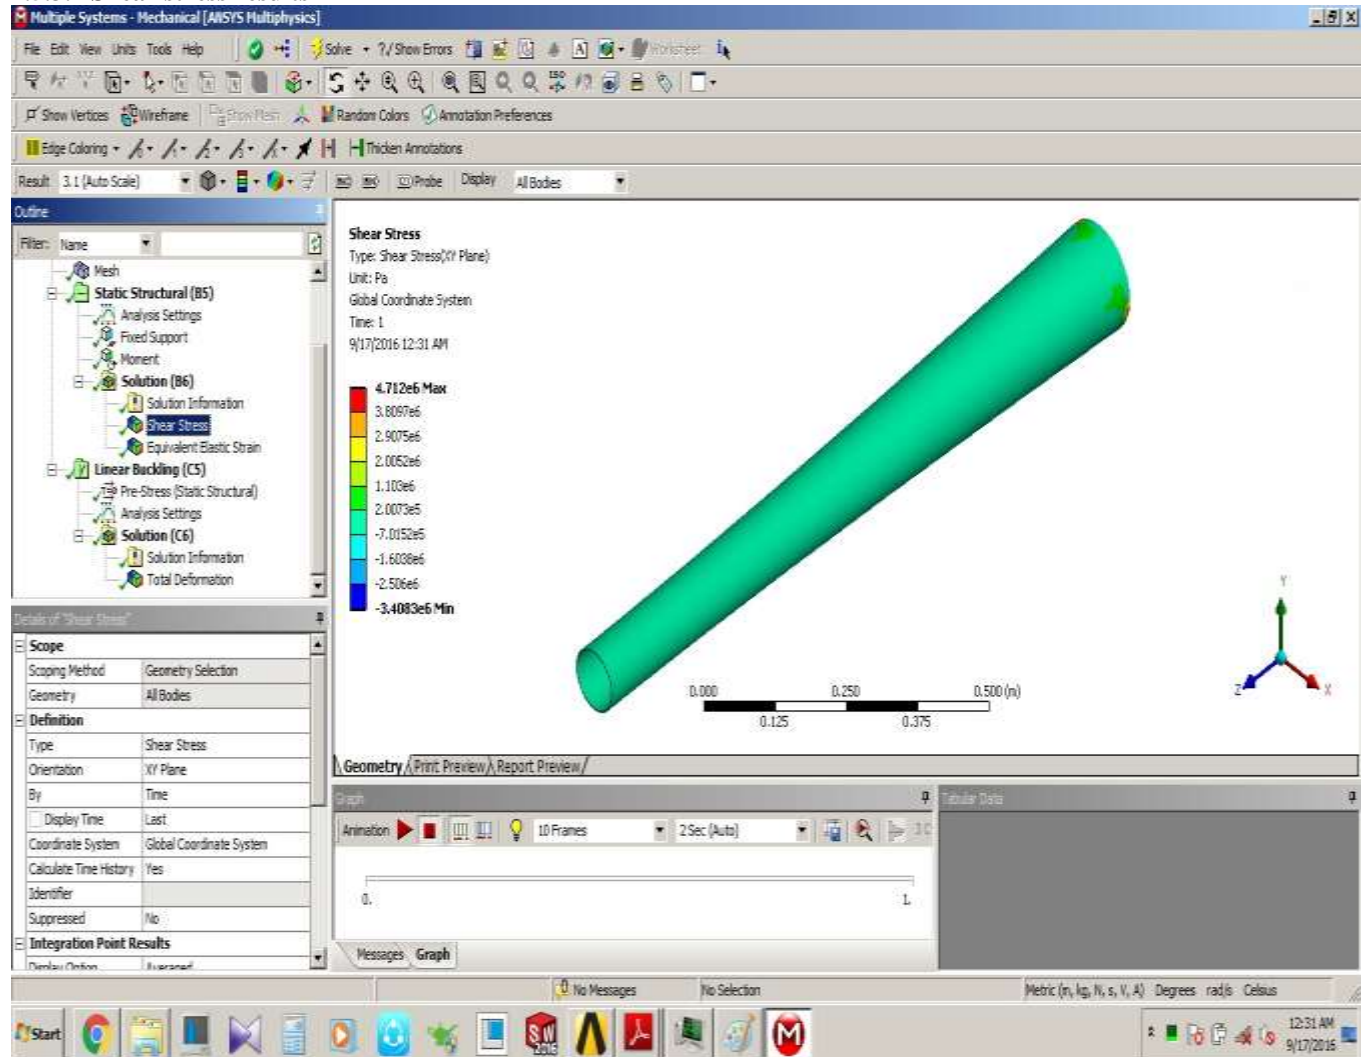 Multiple Systems - Mechanical [ANSYS Multiphysics]
File Edit View Units Tools Help Solve ?/ Show Errors Worksheet
Show Vertices Wireframe Show Mesh Random Colors Annotation Preferences
Edge Coloring Thicken Annotations
Result 3.1 (Auto Scale) Probe Display All Bodies
Outline
Filter: Name
Mesh
Static Structural (B5)
Analysis Settings
Fixed Support
Moment
Solution (B6)
Solution Information
Shear Stress
Equivalent Elastic Strain
Linear Buckling (C5)
Pre-Stress (Static Structural)
Analysis Settings
Solution (C6)
Solution Information
Total Deformation
Details of "Shear Stress"
Scope
Scoping Method Geometry Selection
Geometry All Bodies
Definition
Type Shear Stress
Orientation XY Plane
By Time
Display Time Last
Coordinate System Global Coordinate System
Calculate Time History Yes
Identifier
Suppressed No
Integration Point Results
Display Option Averaged
Shear Stress
Type: Shear Stress(XY Plane)
Unit: Pa
Global Coordinate System
Time: 1
9/17/2016 12:31 AM
4.712e6 Max
3.8097e6
2.9075e6
2.0052e6
1.103e6
2.0073e5
-7.0152e5
-1.6038e6
-2.506e6
-3.4083e6 Min
0.000 0.250 0.500 (m)
0.125 0.375
Y
Z X
Geometry Print Preview Report Preview
Graph
Animation 10 Frames 2 Sec (Auto)
0. 1.
Messages Graph
Tabular Data
No Messages No Selection Metric (m, kg, N, s, V, A) Degrees rad/s Celsius
Start SW 2016 M 12:31 AM
9/17/2016